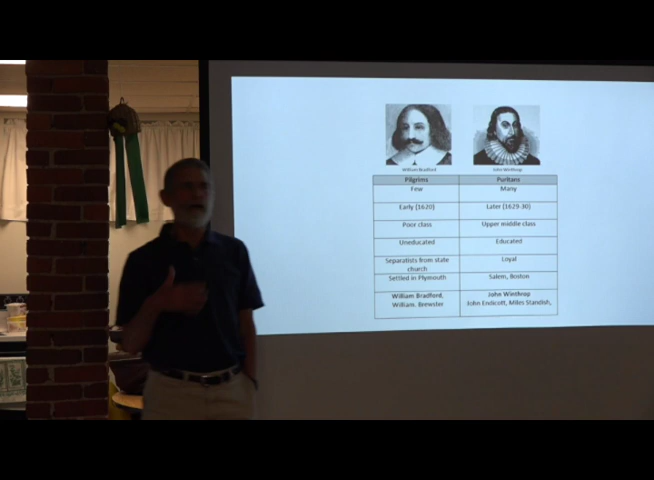 William Bradford John Winthrop
Pilgrims Puritans
Few Many
Early (1620) Later (1629-30)
Poor class Upper middle class
Uneducated Educated
Separatists from state Loyal
church
Settled in Plymouth Salem, Boston
William Bradford, John Winthrop
William. Brewster John Endicott, Miles Standish,